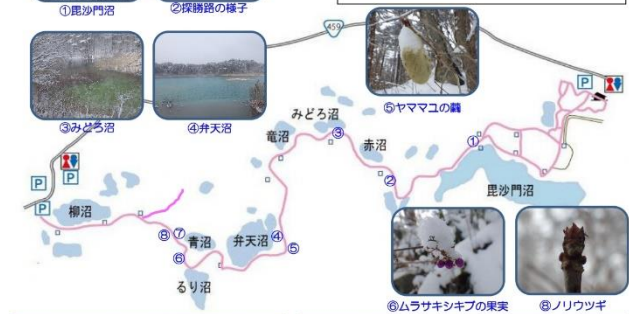 ①毘沙門沼
②探勝路の様子
459
P
③みどろ沼
④弁天沼
⑤ヤママユの繭
みどろ沼
③
竜沼
赤沼
①
②
毘沙門沼
P
P
P
柳沼
⑧
⑦
青沼
弁天沼
④
⑤
⑥
るり沼
⑥ムラサキシキブの果実
⑧ノリウツギ